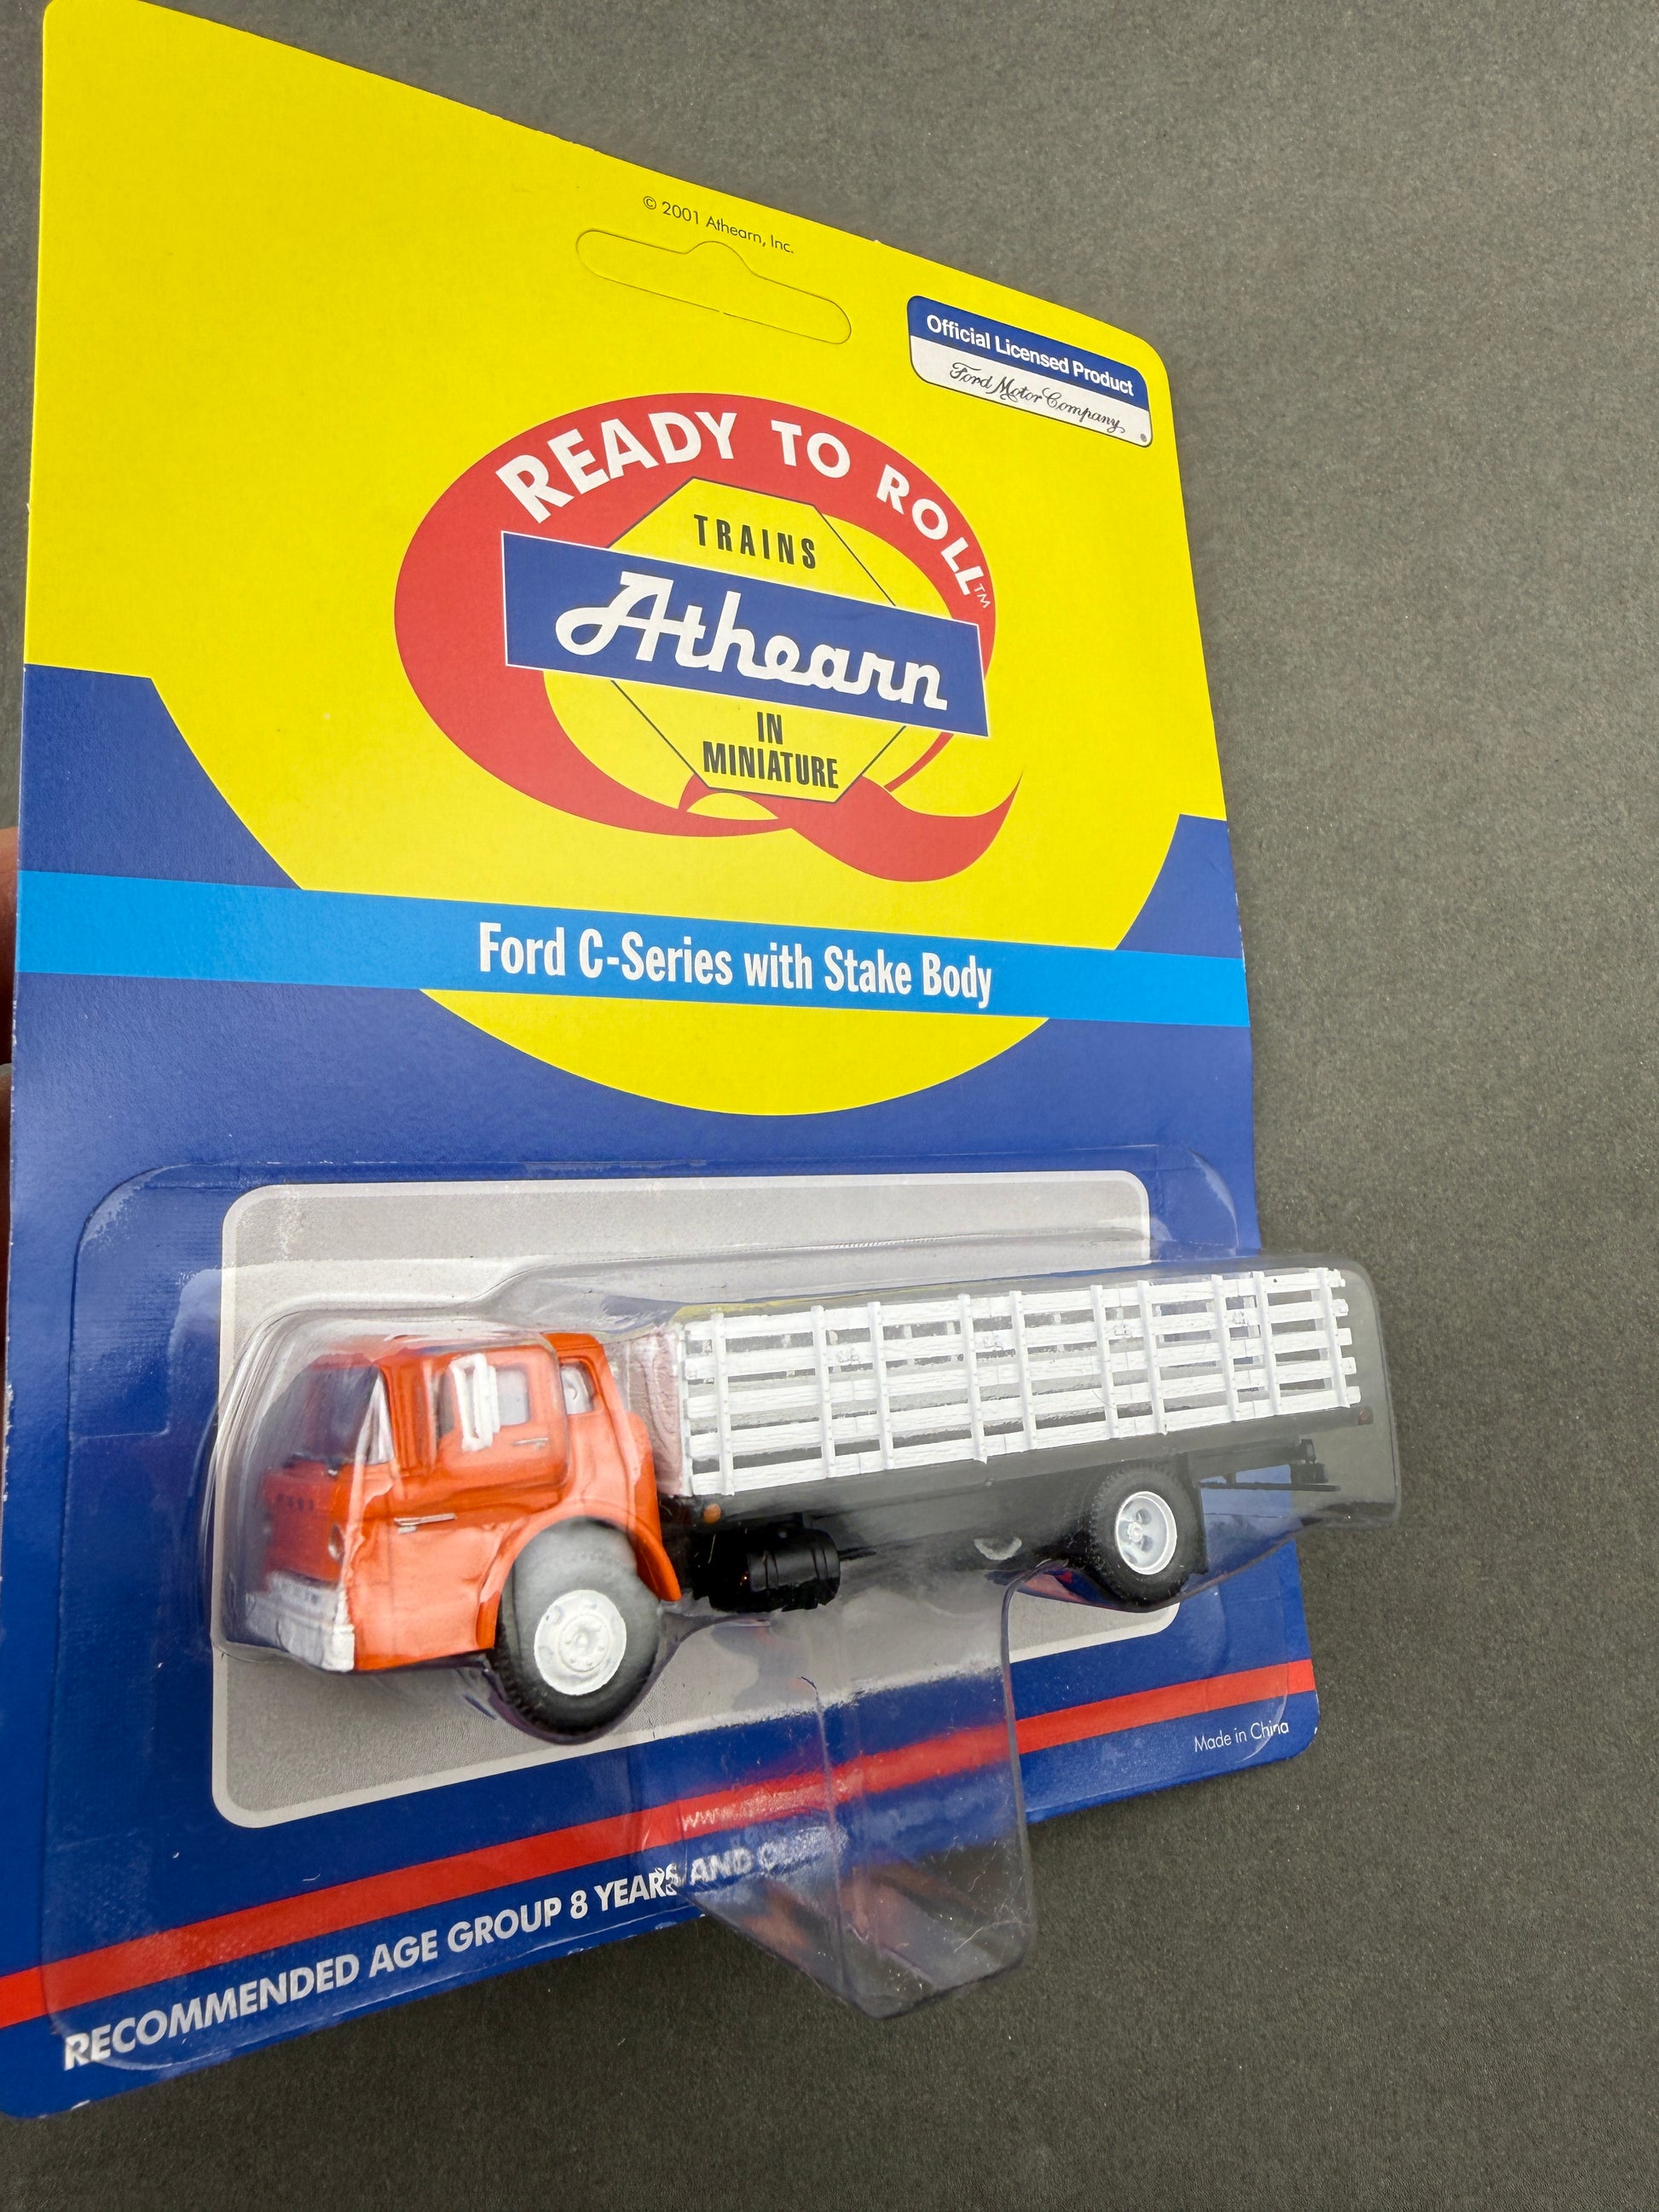 © 2001 Athearn, Inc.
Official Licensed Product
Ford Motor Company
READY TO ROLL™
TRAINS
Athearn
IN
MINIATURE
Ford C-Series with Stake Body
Made in China
RECOMMENDED AGE GROUP 8 YEARS AND